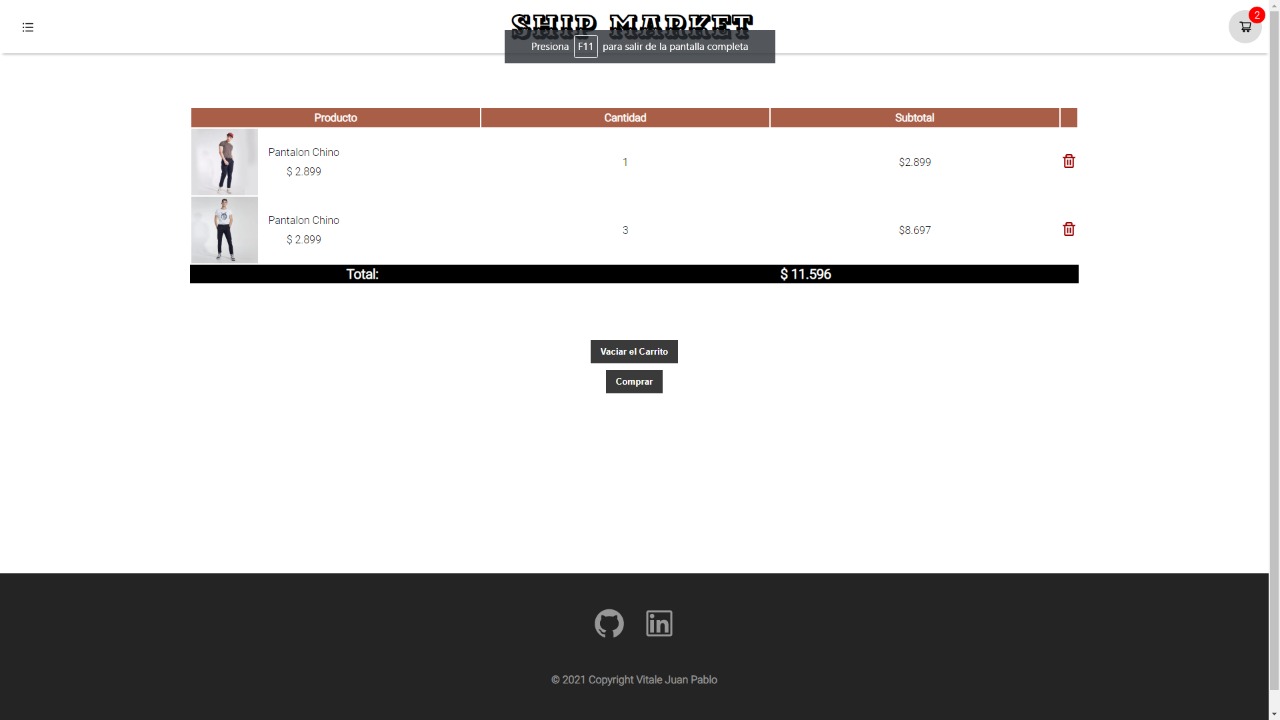 SHIP MARKET
2
Presiona F11 para salir de la pantalla completa
Producto Cantidad Subtotal
Pantalon Chino
$ 2.899
1
$2.899
Pantalon Chino
$ 2.899
3
$8.697
Total: $ 11.596
Vaciar el Carrito
Comprar
© 2021 Copyright Vitale Juan Pablo